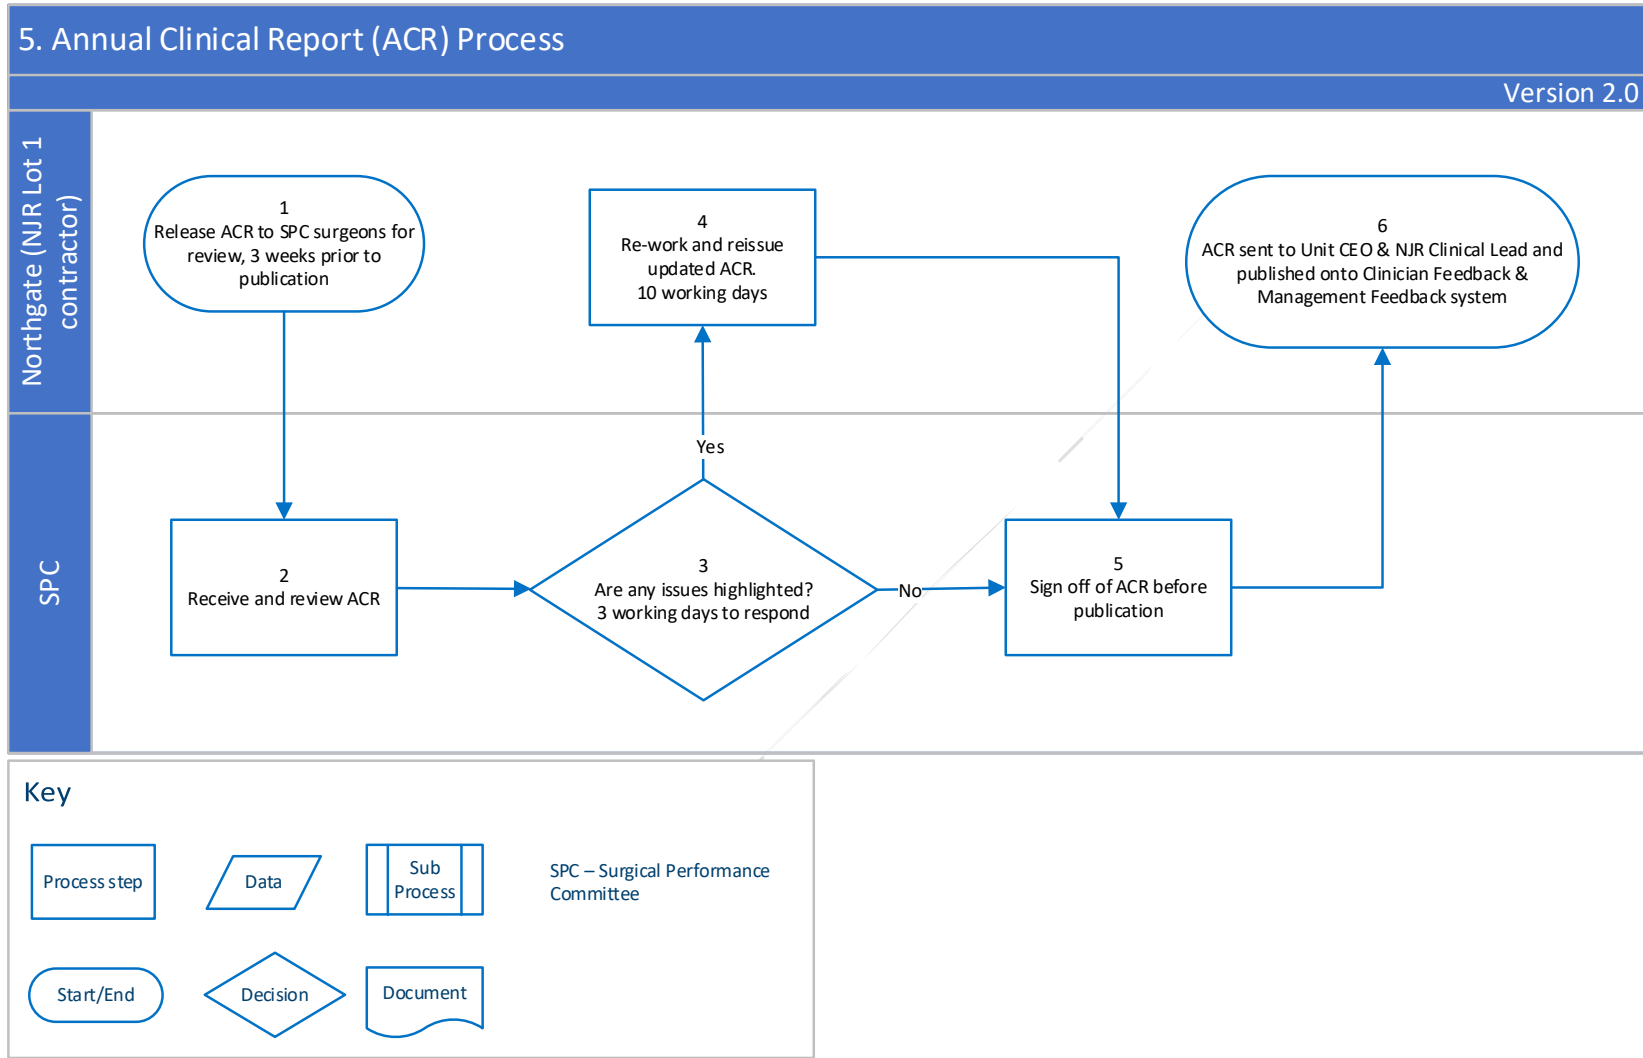 5. Annual Clinical Report (ACR) Process
Version 2.0
Northgate (NJR Lot 1
contractor)
1
Release ACR to SPC surgeons for
review, 3 weeks prior to
publication
4
Re-work and reissue
updated ACR.
10 working days
6
ACR sent to Unit CEO & NJR Clinical Lead and
published onto Clinician Feedback &
Management Feedback system
SPC
2
Receive and review ACR
Yes
3
Are any issues highlighted?
3 working days to respond
No
5
Sign off of ACR before
publication
Key
Process step
Data
Sub
Process
SPC – Surgical Performance
Committee
Start/End
Decision
Document